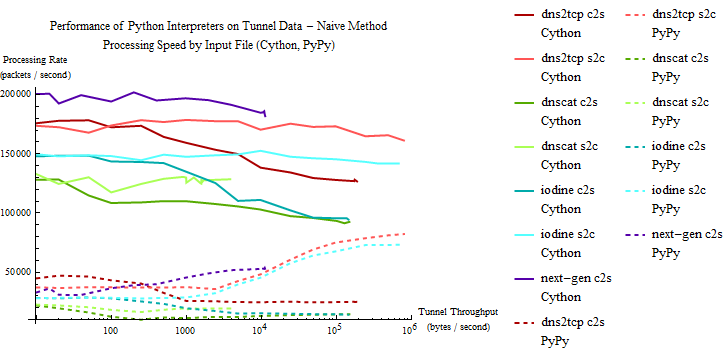 Performance of Python Interpreters on Tunnel Data − Naive Method
Processing Speed by Input File (Cython, PyPy)
Processing Rate
(packets / second)
200000
150000
100000
50000
100
1000
10⁴
10⁵
10⁶
Tunnel Throughput
(bytes / second)
dns2tcp c2s
Cython
dns2tcp s2c
Cython
dnscat c2s
Cython
dnscat s2c
Cython
iodine c2s
Cython
iodine s2c
Cython
next−gen c2s
Cython
dns2tcp c2s
PyPy
dns2tcp s2c
PyPy
dnscat c2s
PyPy
dnscat s2c
PyPy
iodine c2s
PyPy
iodine s2c
PyPy
next−gen c2s
PyPy